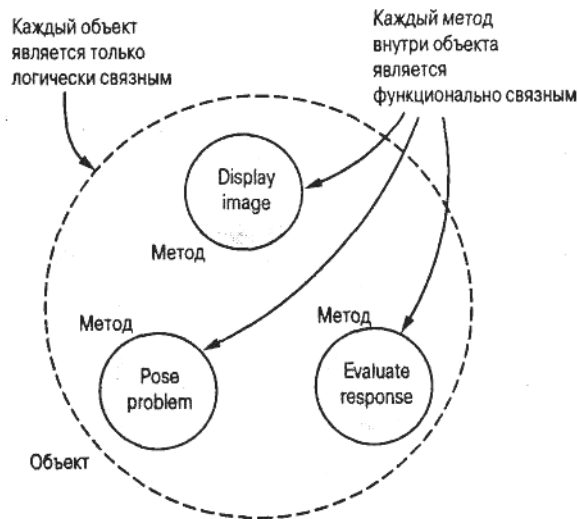 Каждый объект
является только
логически связным
Каждый метод
внутри объекта
является
функционально связным
Display
image
Метод
Метод
Pose
problem
Метод
Evaluate
response
Объект